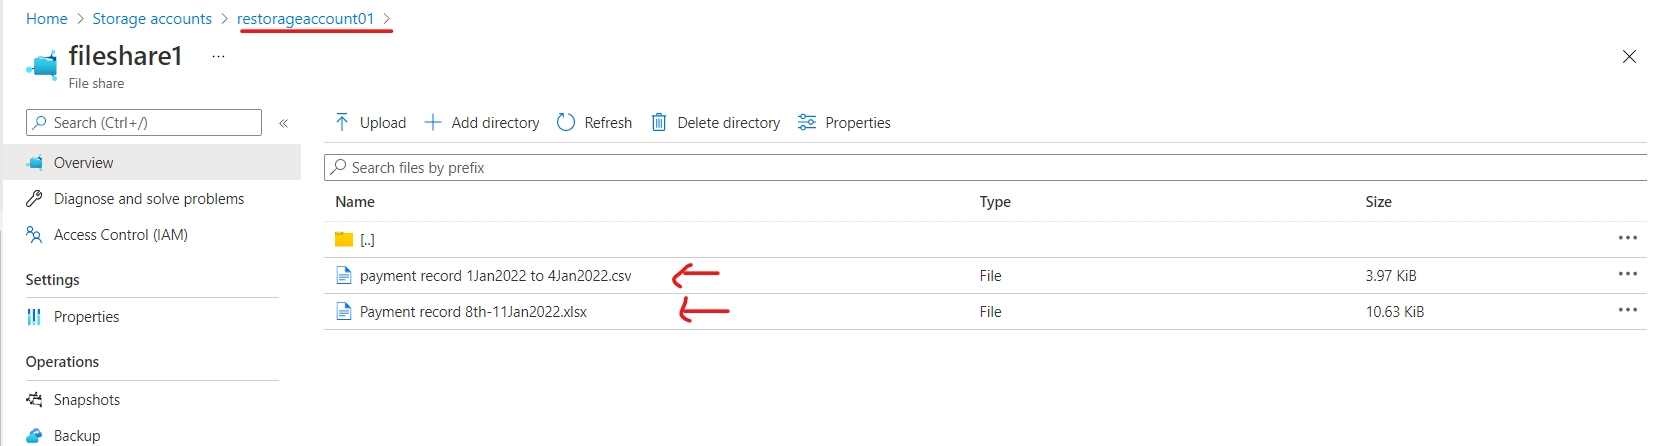 Home > Storage accounts > restorageaccount01 >
fileshare1 ...
File share
Search (Ctrl+/)
«
Upload
Add directory
Refresh
Delete directory
Properties
Overview
Search files by prefix
Diagnose and solve problems
Name Type Size
Access Control (IAM)
[..]
Settings
payment record 1Jan2022 to 4Jan2022.csv File 3.97 KiB
Properties
Payment record 8th-11Jan2022.xlsx File 10.63 KiB
Operations
Snapshots
Backup